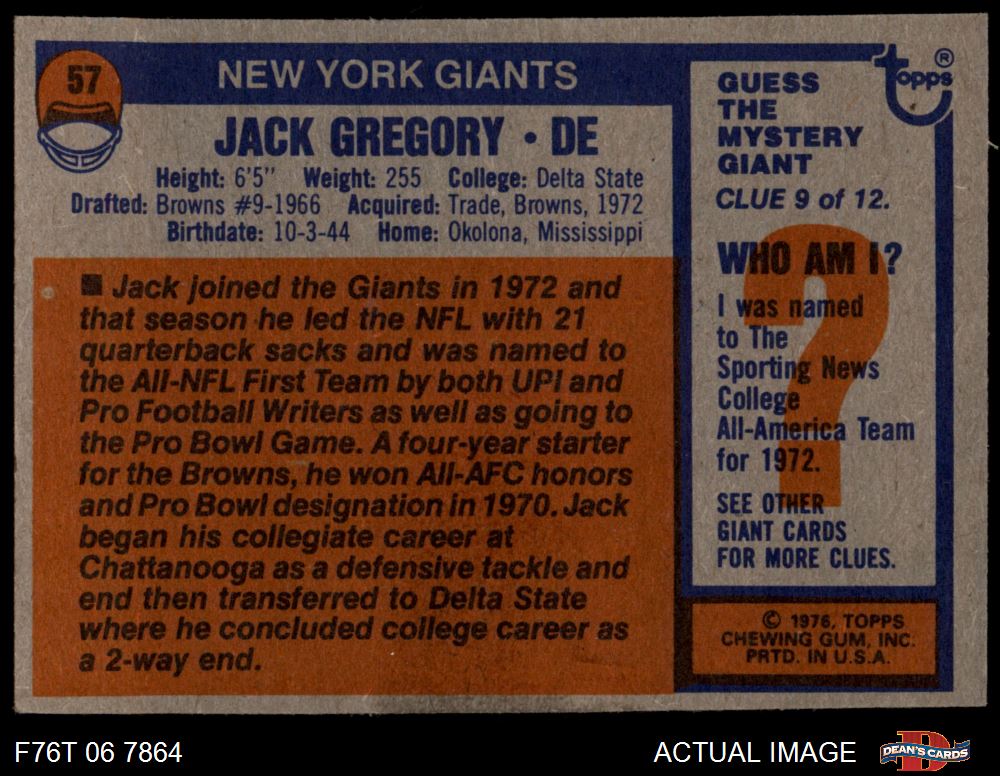 57
NEW YORK GIANTS
JACK GREGORY • DE
Height: 6'5" Weight: 255 College: Delta State
Drafted: Browns #9-1966 Acquired: Trade, Browns, 1972
Birthdate: 10-3-44 Home: Okolona, Mississippi
■ Jack joined the Giants in 1972 and
that season he led the NFL with 21
quarterback sacks and was named to
the All-NFL First Team by both UPI and
Pro Football Writers as well as going to
the Pro Bowl Game. A four-year starter
for the Browns, he won All-AFC honors
and Pro Bowl designation in 1970. Jack
began his collegiate career at
Chattanooga as a defensive tackle and
end then transferred to Delta State
where he concluded college career as
a 2-way end.
topps ®
GUESS
THE
MYSTERY
GIANT
CLUE 9 of 12.
WHO AM I?
?
I was named
to The
Sporting News
College
All-America Team
for 1972.
SEE OTHER
GIANT CARDS
FOR MORE CLUES.
© 1976, TOPPS
CHEWING GUM, INC.
PRTD. IN U.S.A.
F76T 06 7864
ACTUAL IMAGE
D
DEAN'S CARDS